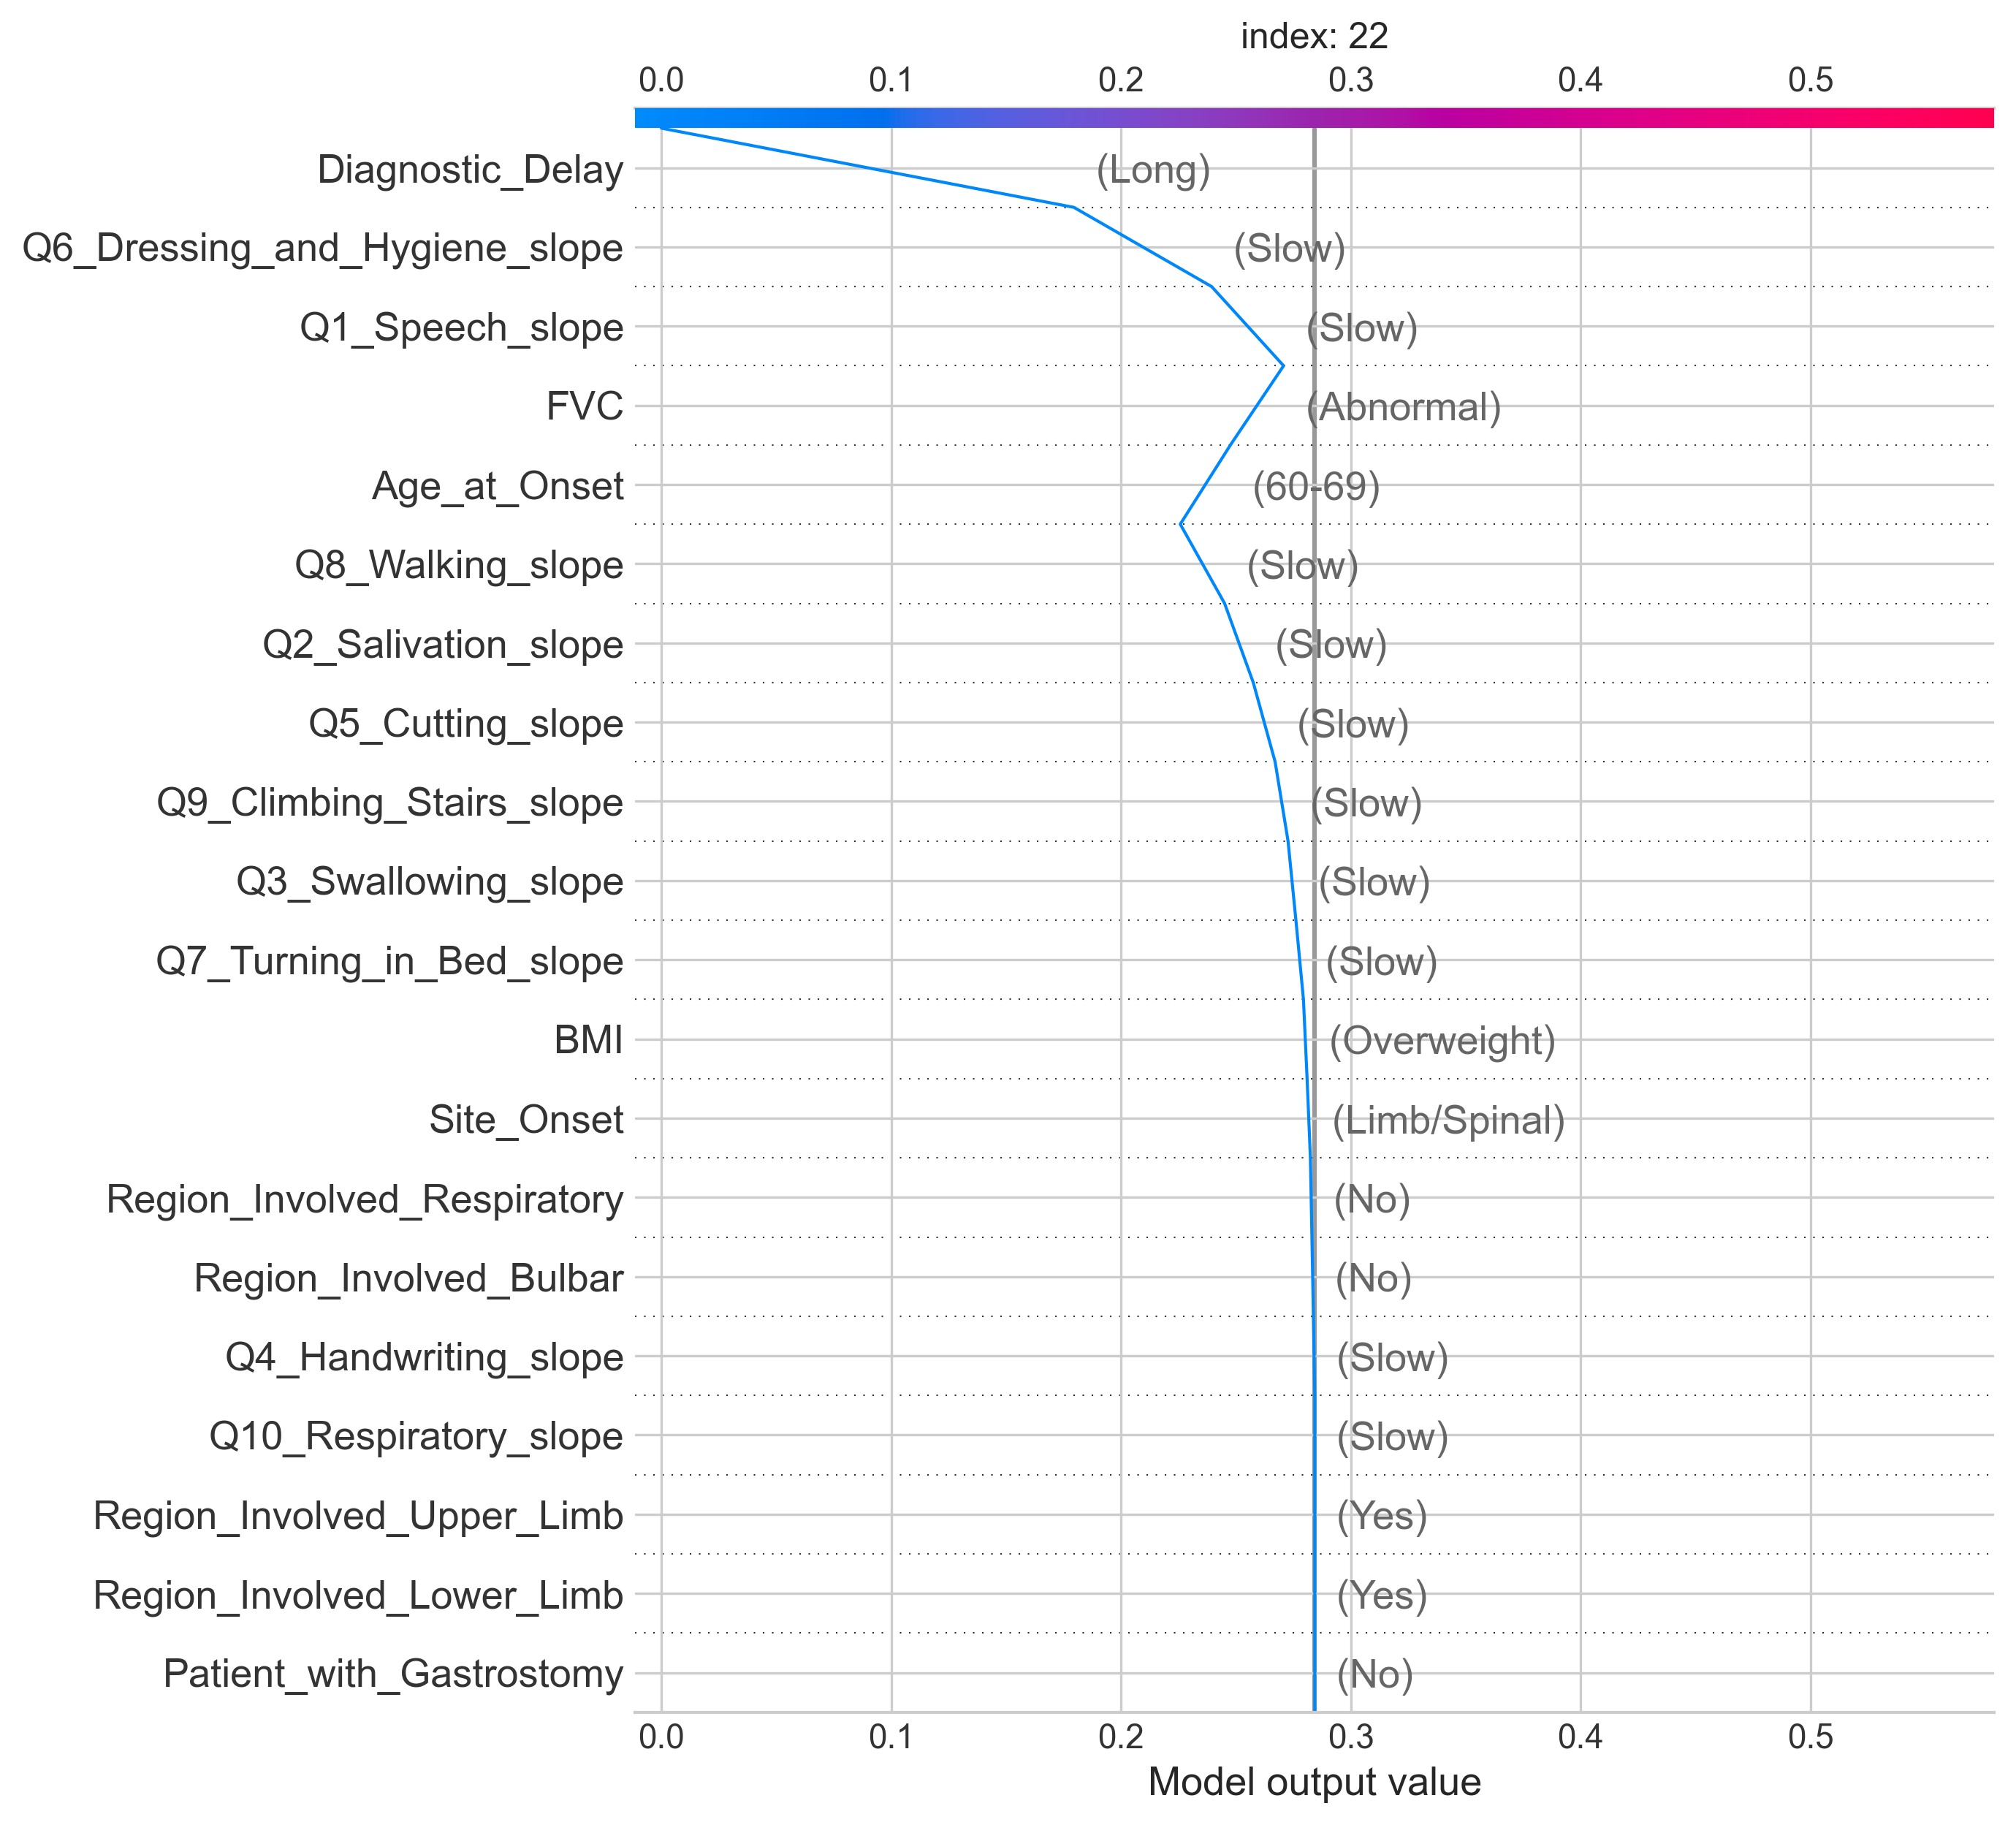 index: 22
0.0 0.1 0.2 0.3 0.4 0.5
Diagnostic_Delay (Long)
Q6_Dressing_and_Hygiene_slope (Slow)
Q1_Speech_slope (Slow)
FVC (Abnormal)
Age_at_Onset (60-69)
Q8_Walking_slope (Slow)
Q2_Salivation_slope (Slow)
Q5_Cutting_slope (Slow)
Q9_Climbing_Stairs_slope (Slow)
Q3_Swallowing_slope (Slow)
Q7_Turning_in_Bed_slope (Slow)
BMI (Overweight)
Site_Onset (Limb/Spinal)
Region_Involved_Respiratory (No)
Region_Involved_Bulbar (No)
Q4_Handwriting_slope (Slow)
Q10_Respiratory_slope (Slow)
Region_Involved_Upper_Limb (Yes)
Region_Involved_Lower_Limb (Yes)
Patient_with_Gastrostomy (No)
0.0 0.1 0.2 0.3 0.4 0.5
Model output value